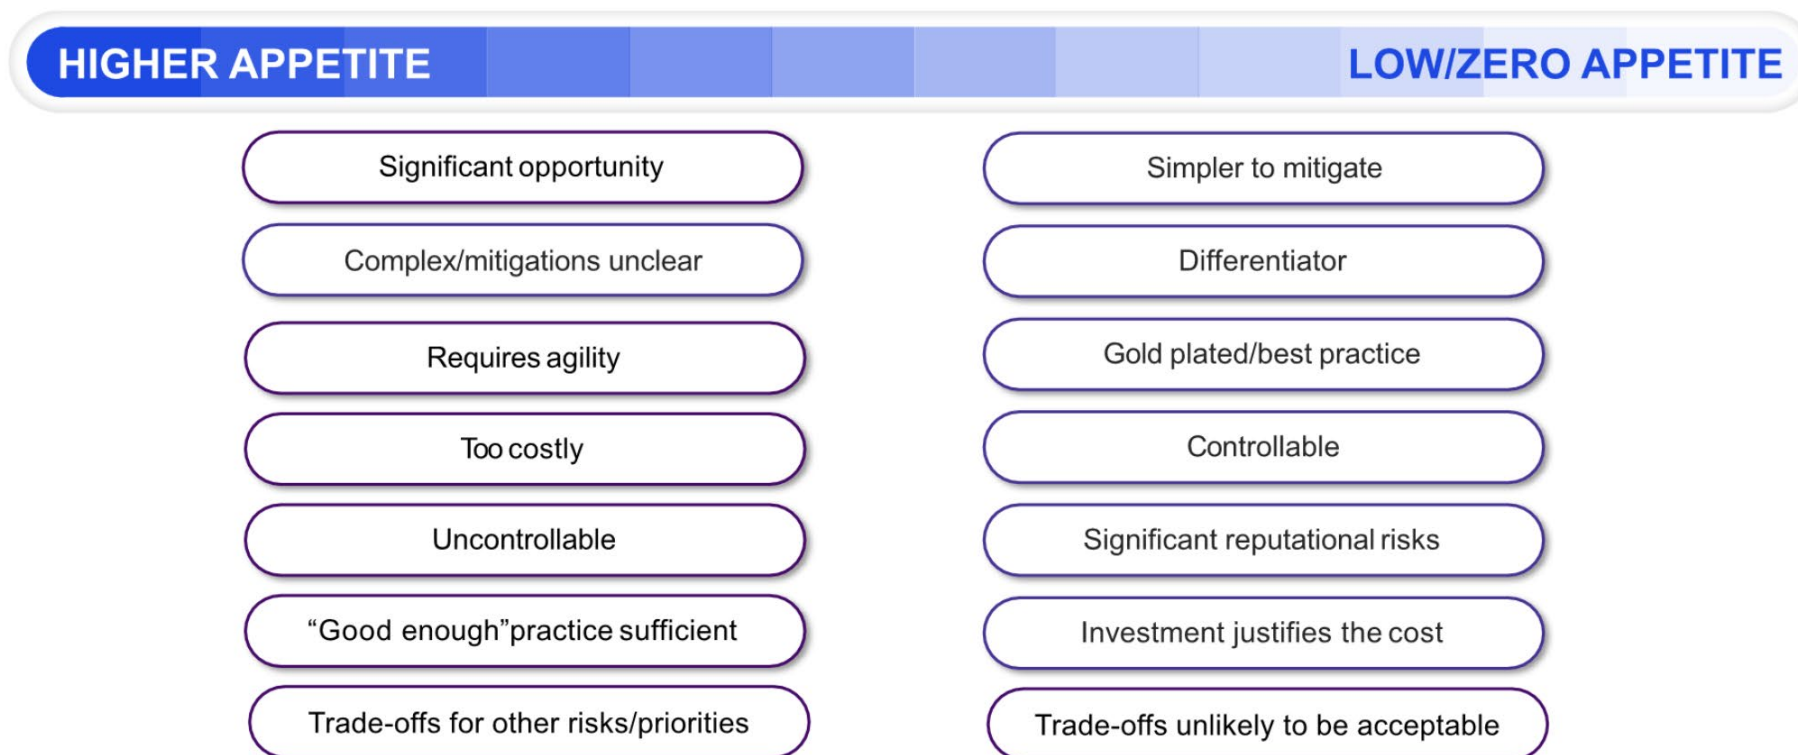 HIGHER APPETITE
LOW/ZERO APPETITE
Significant opportunity
Simpler to mitigate
Complex/mitigations unclear
Differentiator
Requires agility
Gold plated/best practice
Too costly
Controllable
Uncontrollable
Significant reputational risks
“Good enough”practice sufficient
Investment justifies the cost
Trade-offs for other risks/priorities
Trade-offs unlikely to be acceptable